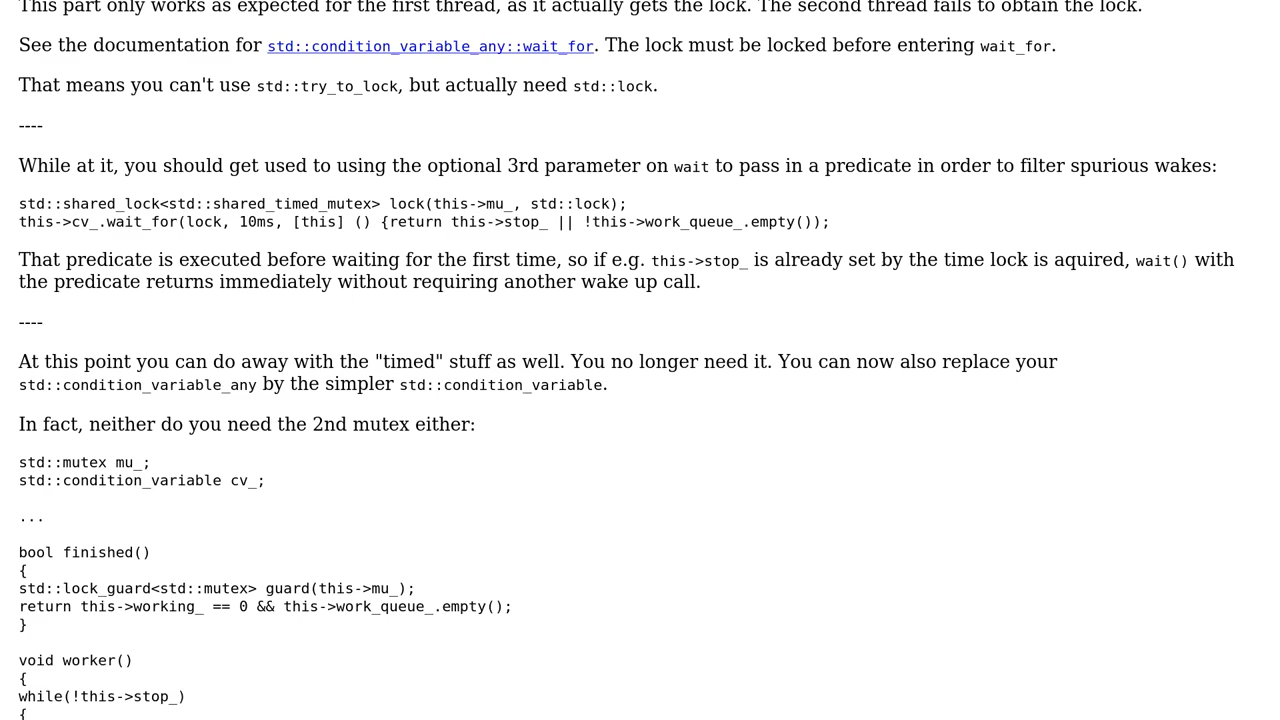 This part only works as expected for the first thread, as it actually gets the lock. The second thread fails to obtain the lock.
See the documentation for std::condition_variable_any::wait_for. The lock must be locked before entering wait_for.
That means you can't use std::try_to_lock, but actually need std::lock.
----
While at it, you should get used to using the optional 3rd parameter on wait to pass in a predicate in order to filter spurious wakes:
std::shared_lock<std::shared_timed_mutex> lock(this->mu_, std::lock);
this->cv_.wait_for(lock, 10ms, [this] () {return this->stop_ || !this->work_queue_.empty());
That predicate is executed before waiting for the first time, so if e.g. this->stop_ is already set by the time lock is aquired, wait() with
the predicate returns immediately without requiring another wake up call.
----
At this point you can do away with the "timed" stuff as well. You no longer need it. You can now also replace your
std::condition_variable_any by the simpler std::condition_variable.
In fact, neither do you need the 2nd mutex either:
std::mutex mu_;
std::condition_variable cv_;
...
bool finished()
{
std::lock_guard<std::mutex> guard(this->mu_);
return this->working_ == 0 && this->work_queue_.empty();
}
void worker()
{
while(!this->stop_)
{